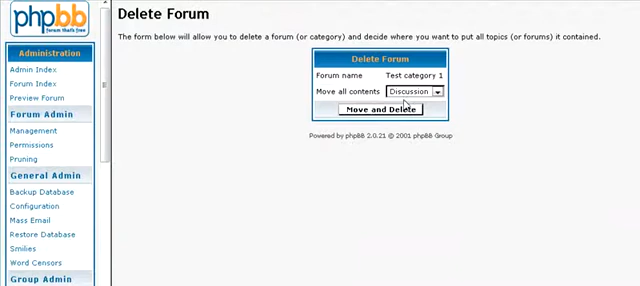 phpBB
forum that's free
Administration
Admin Index
Forum Index
Preview Forum
Forum Admin
Management
Permissions
Pruning
General Admin
Backup Database
Configuration
Mass Email
Restore Database
Smilies
Word Censors
Group Admin
Delete Forum
The form below will allow you to delete a forum (or category) and decide where you want to put all topics (or forums) it contained.
Delete Forum
Forum name Test category 1
Move all contents Discussion
Move and Delete
Powered by phpBB 2.0.21 © 2001 phpBB Group